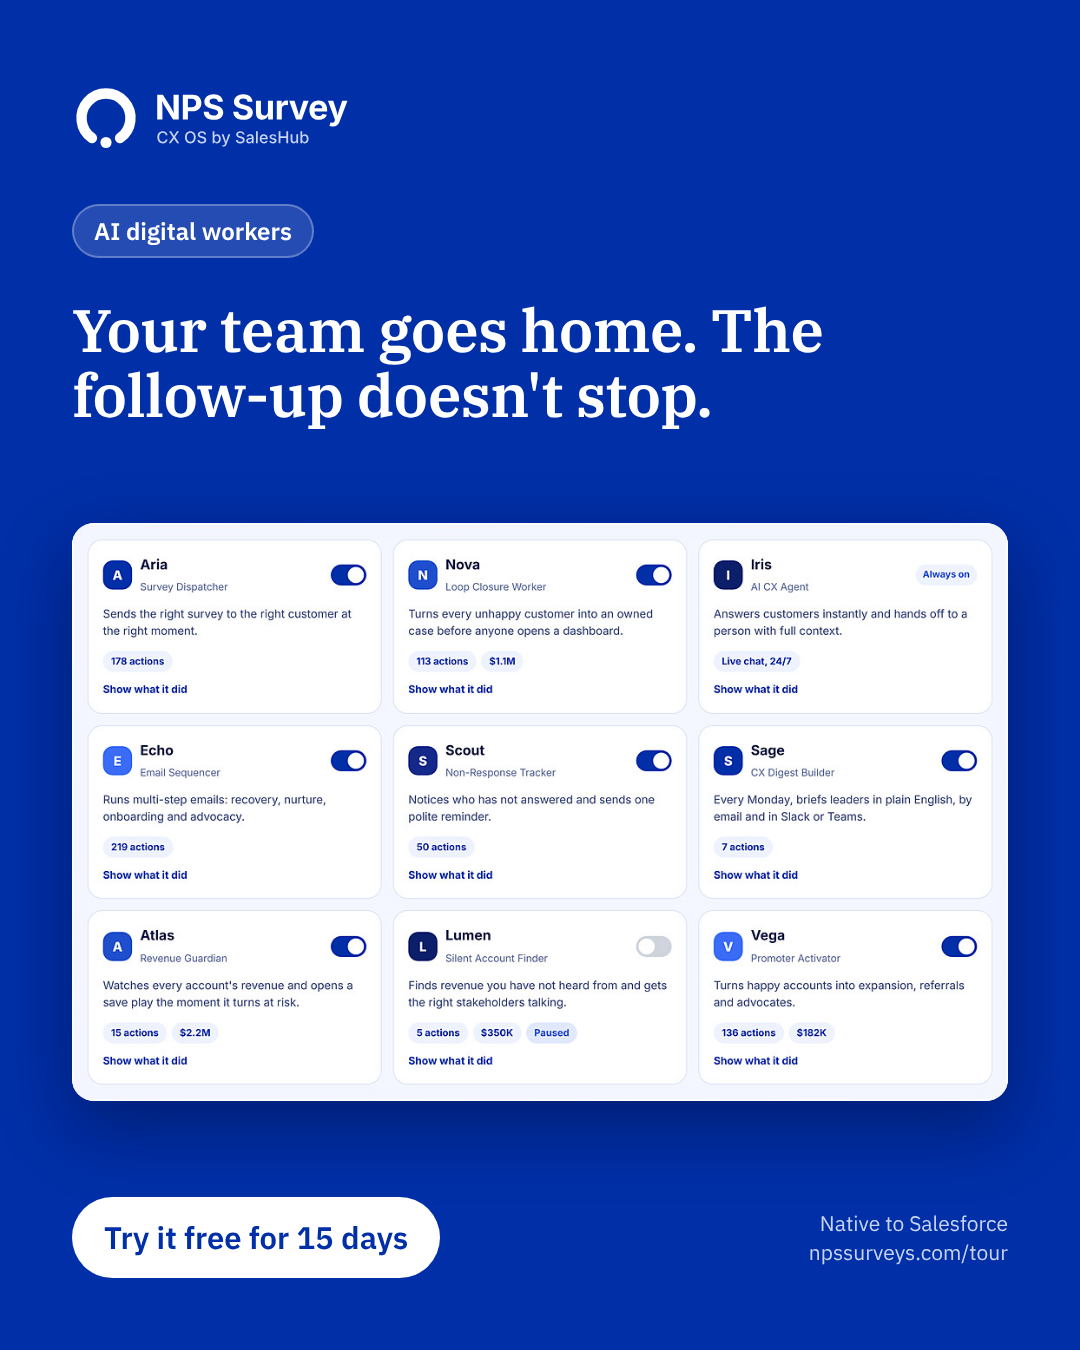 NPS Survey
CX OS by SalesHub
AI digital workers
Your team goes home. The
follow-up doesn't stop.
A
Aria
Survey Dispatcher
Sends the right survey to the right customer at
the right moment.
178 actions
Show what it did
N
Nova
Loop Closure Worker
Turns every unhappy customer into an owned
case before anyone opens a dashboard.
113 actions
$1.1M
Show what it did
I
Iris
AI CX Agent
Always on
Answers customers instantly and hands off to a
person with full context.
Live chat, 24/7
Show what it did
E
Echo
Email Sequencer
Runs multi-step emails: recovery, nurture,
onboarding and advocacy.
219 actions
Show what it did
S
Scout
Non-Response Tracker
Notices who has not answered and sends one
polite reminder.
50 actions
Show what it did
S
Sage
CX Digest Builder
Every Monday, briefs leaders in plain English, by
email and in Slack or Teams.
7 actions
Show what it did
A
Atlas
Revenue Guardian
Watches every account's revenue and opens a
save play the moment it turns at risk.
15 actions
$2.2M
Show what it did
L
Lumen
Silent Account Finder
Finds revenue you have not heard from and gets
the right stakeholders talking.
5 actions
$350K
Paused
Show what it did
V
Vega
Promoter Activator
Turns happy accounts into expansion, referrals
and advocates.
136 actions
$182K
Show what it did
Try it free for 15 days
Native to Salesforce
npssurveys.com/tour